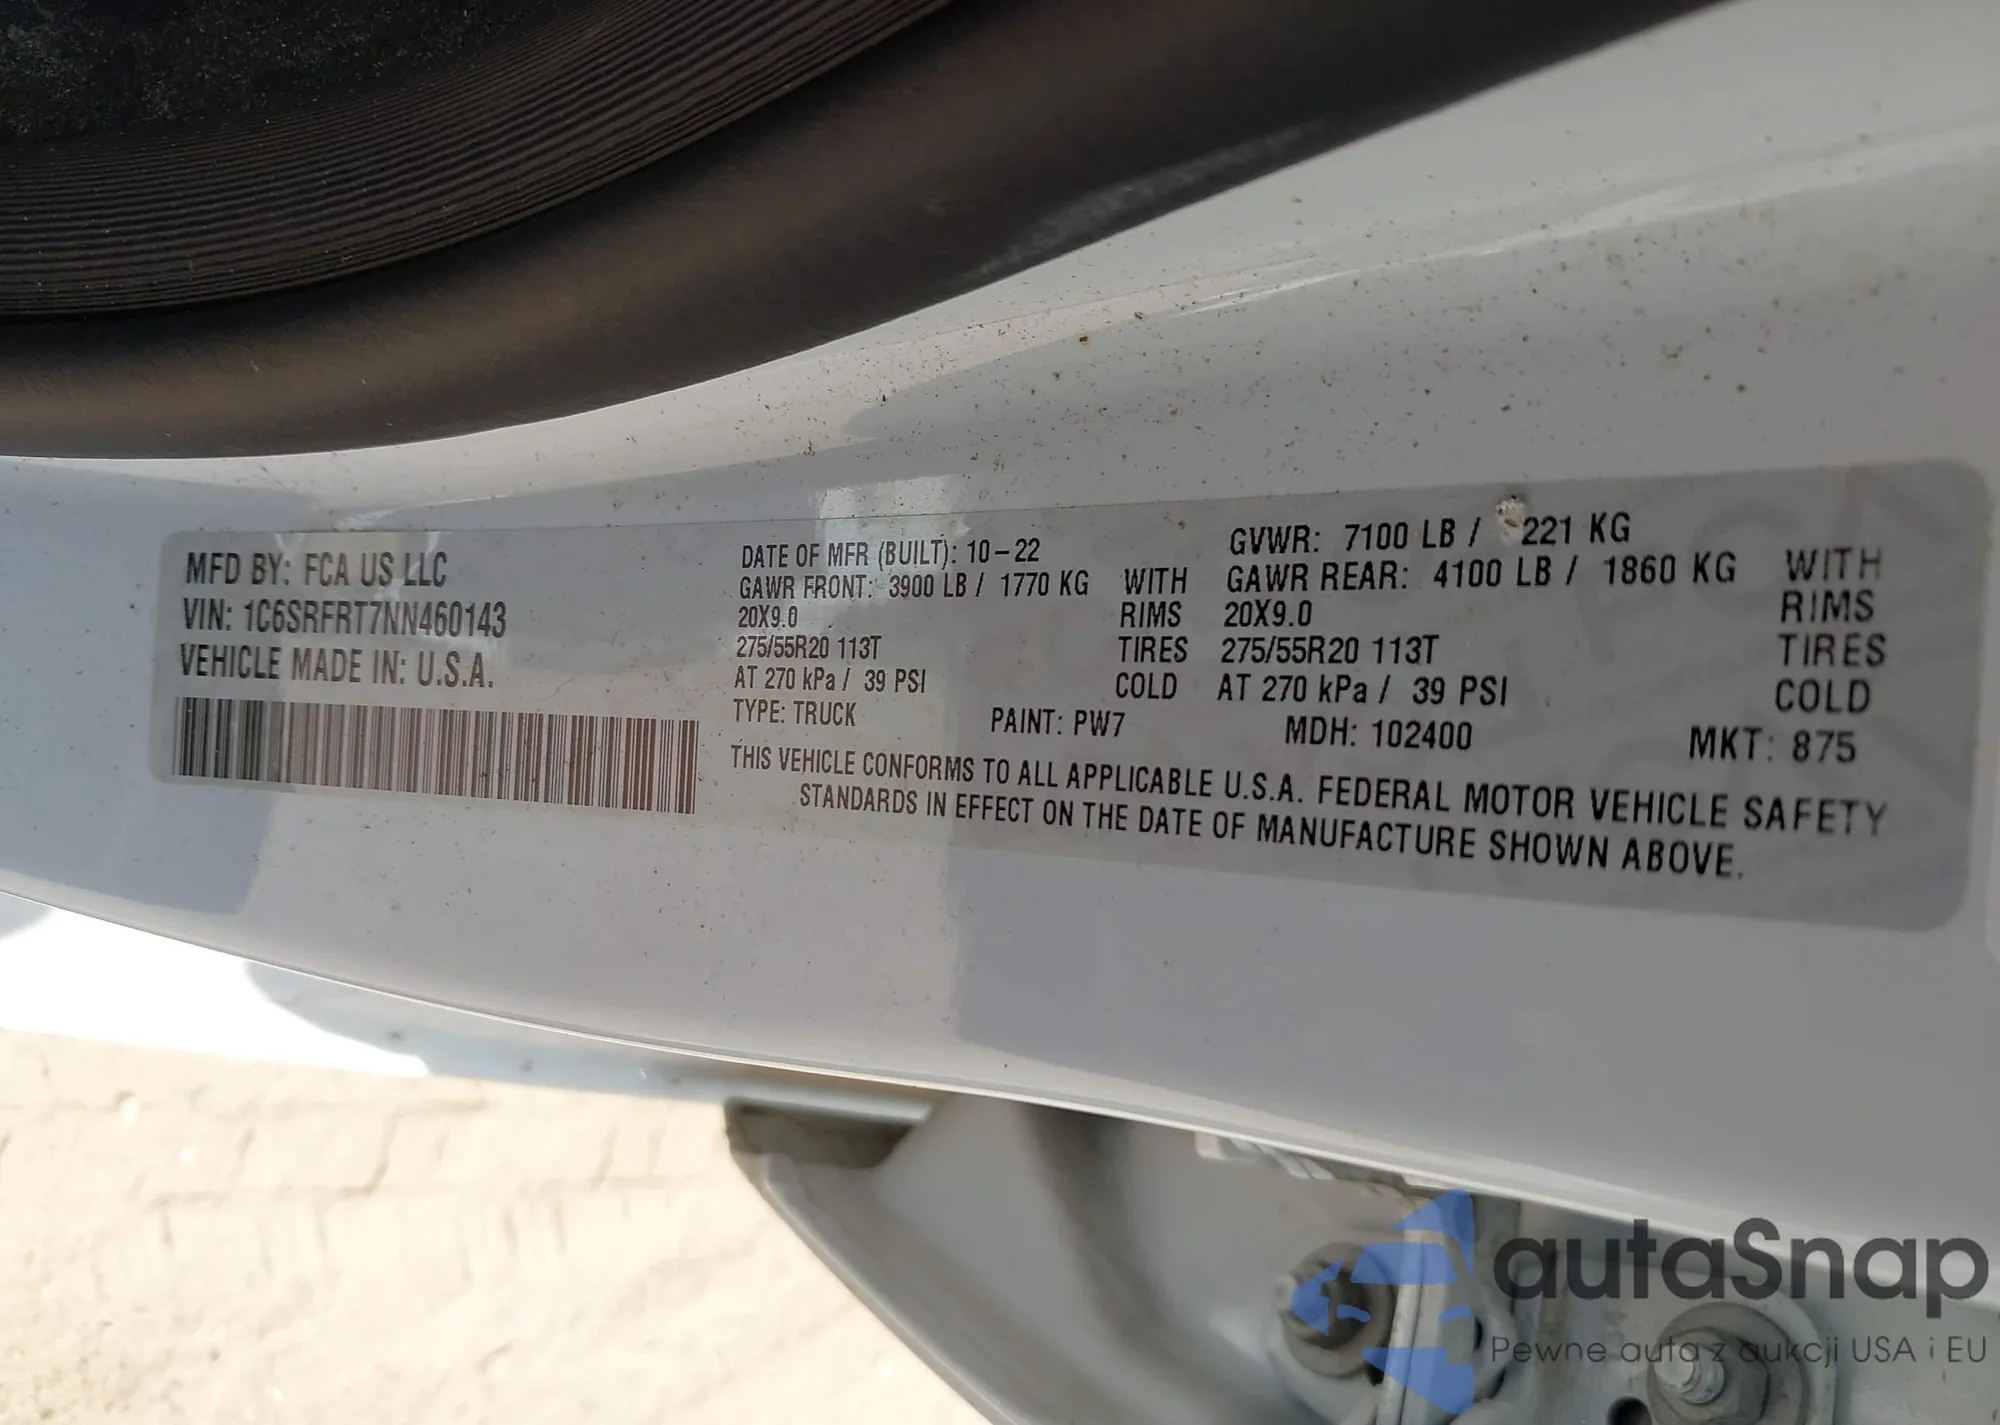 MFD BY: FCA US LLC
VIN: 1C6SRFRT7NN460143
VEHICLE MADE IN: U.S.A.
DATE OF MFR (BUILT): 10-22
GVWR: 7100 LB / 221 KG
GAWR FRONT: 3900 LB / 1770 KG WITH
20X9.0 RIMS
275/55R20 113T TIRES
AT 270 kPa / 39 PSI COLD
GAWR REAR: 4100 LB / 1860 KG WITH
20X9.0 RIMS
275/55R20 113T TIRES
AT 270 kPa / 39 PSI COLD
TYPE: TRUCK PAINT: PW7 MDH: 102400 MKT: 875
THIS VEHICLE CONFORMS TO ALL APPLICABLE U.S.A. FEDERAL MOTOR VEHICLE SAFETY
STANDARDS IN EFFECT ON THE DATE OF MANUFACTURE SHOWN ABOVE.
autaSnap
Pewne auta z aukcji USA i EU